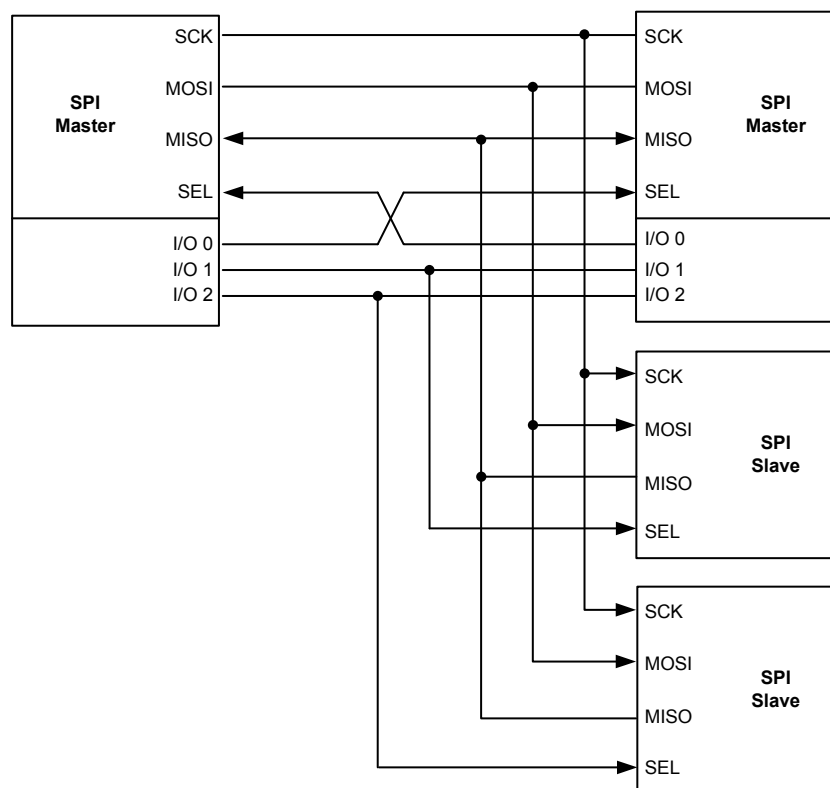 SPI
Master
SCK
MOSI
MISO
SEL
I/O 0
I/O 1
I/O 2
SCK
MOSI
MISO
SEL
I/O 0
I/O 1
I/O 2
SPI
Master
SCK
MOSI
MISO
SEL
SPI
Slave
SCK
MOSI
MISO
SEL
SPI
Slave